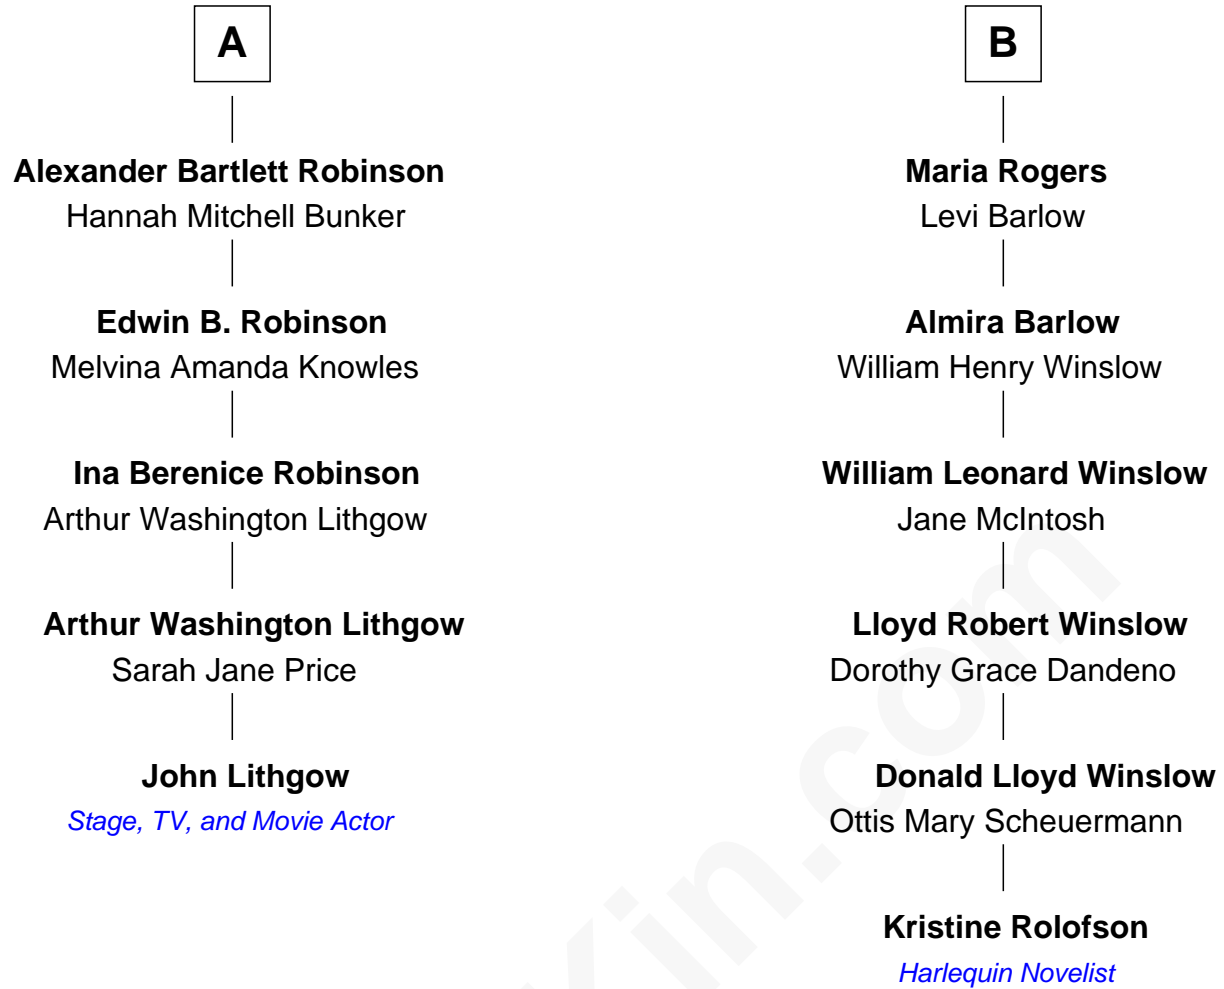 A
Alexander Bartlett Robinson
Hannah Mitchell Bunker
Edwin B. Robinson
Melvina Amanda Knowles
Ina Berenice Robinson
Arthur Washington Lithgow
Arthur Washington Lithgow
Sarah Jane Price
John Lithgow
Stage, TV, and Movie Actor
B
Maria Rogers
Levi Barlow
Almira Barlow
William Henry Winslow
William Leonard Winslow
Jane McIntosh
Lloyd Robert Winslow
Dorothy Grace Dandeno
Donald Lloyd Winslow
Ottis Mary Scheuermann
Kristine Rolofson
Harlequin Novelist